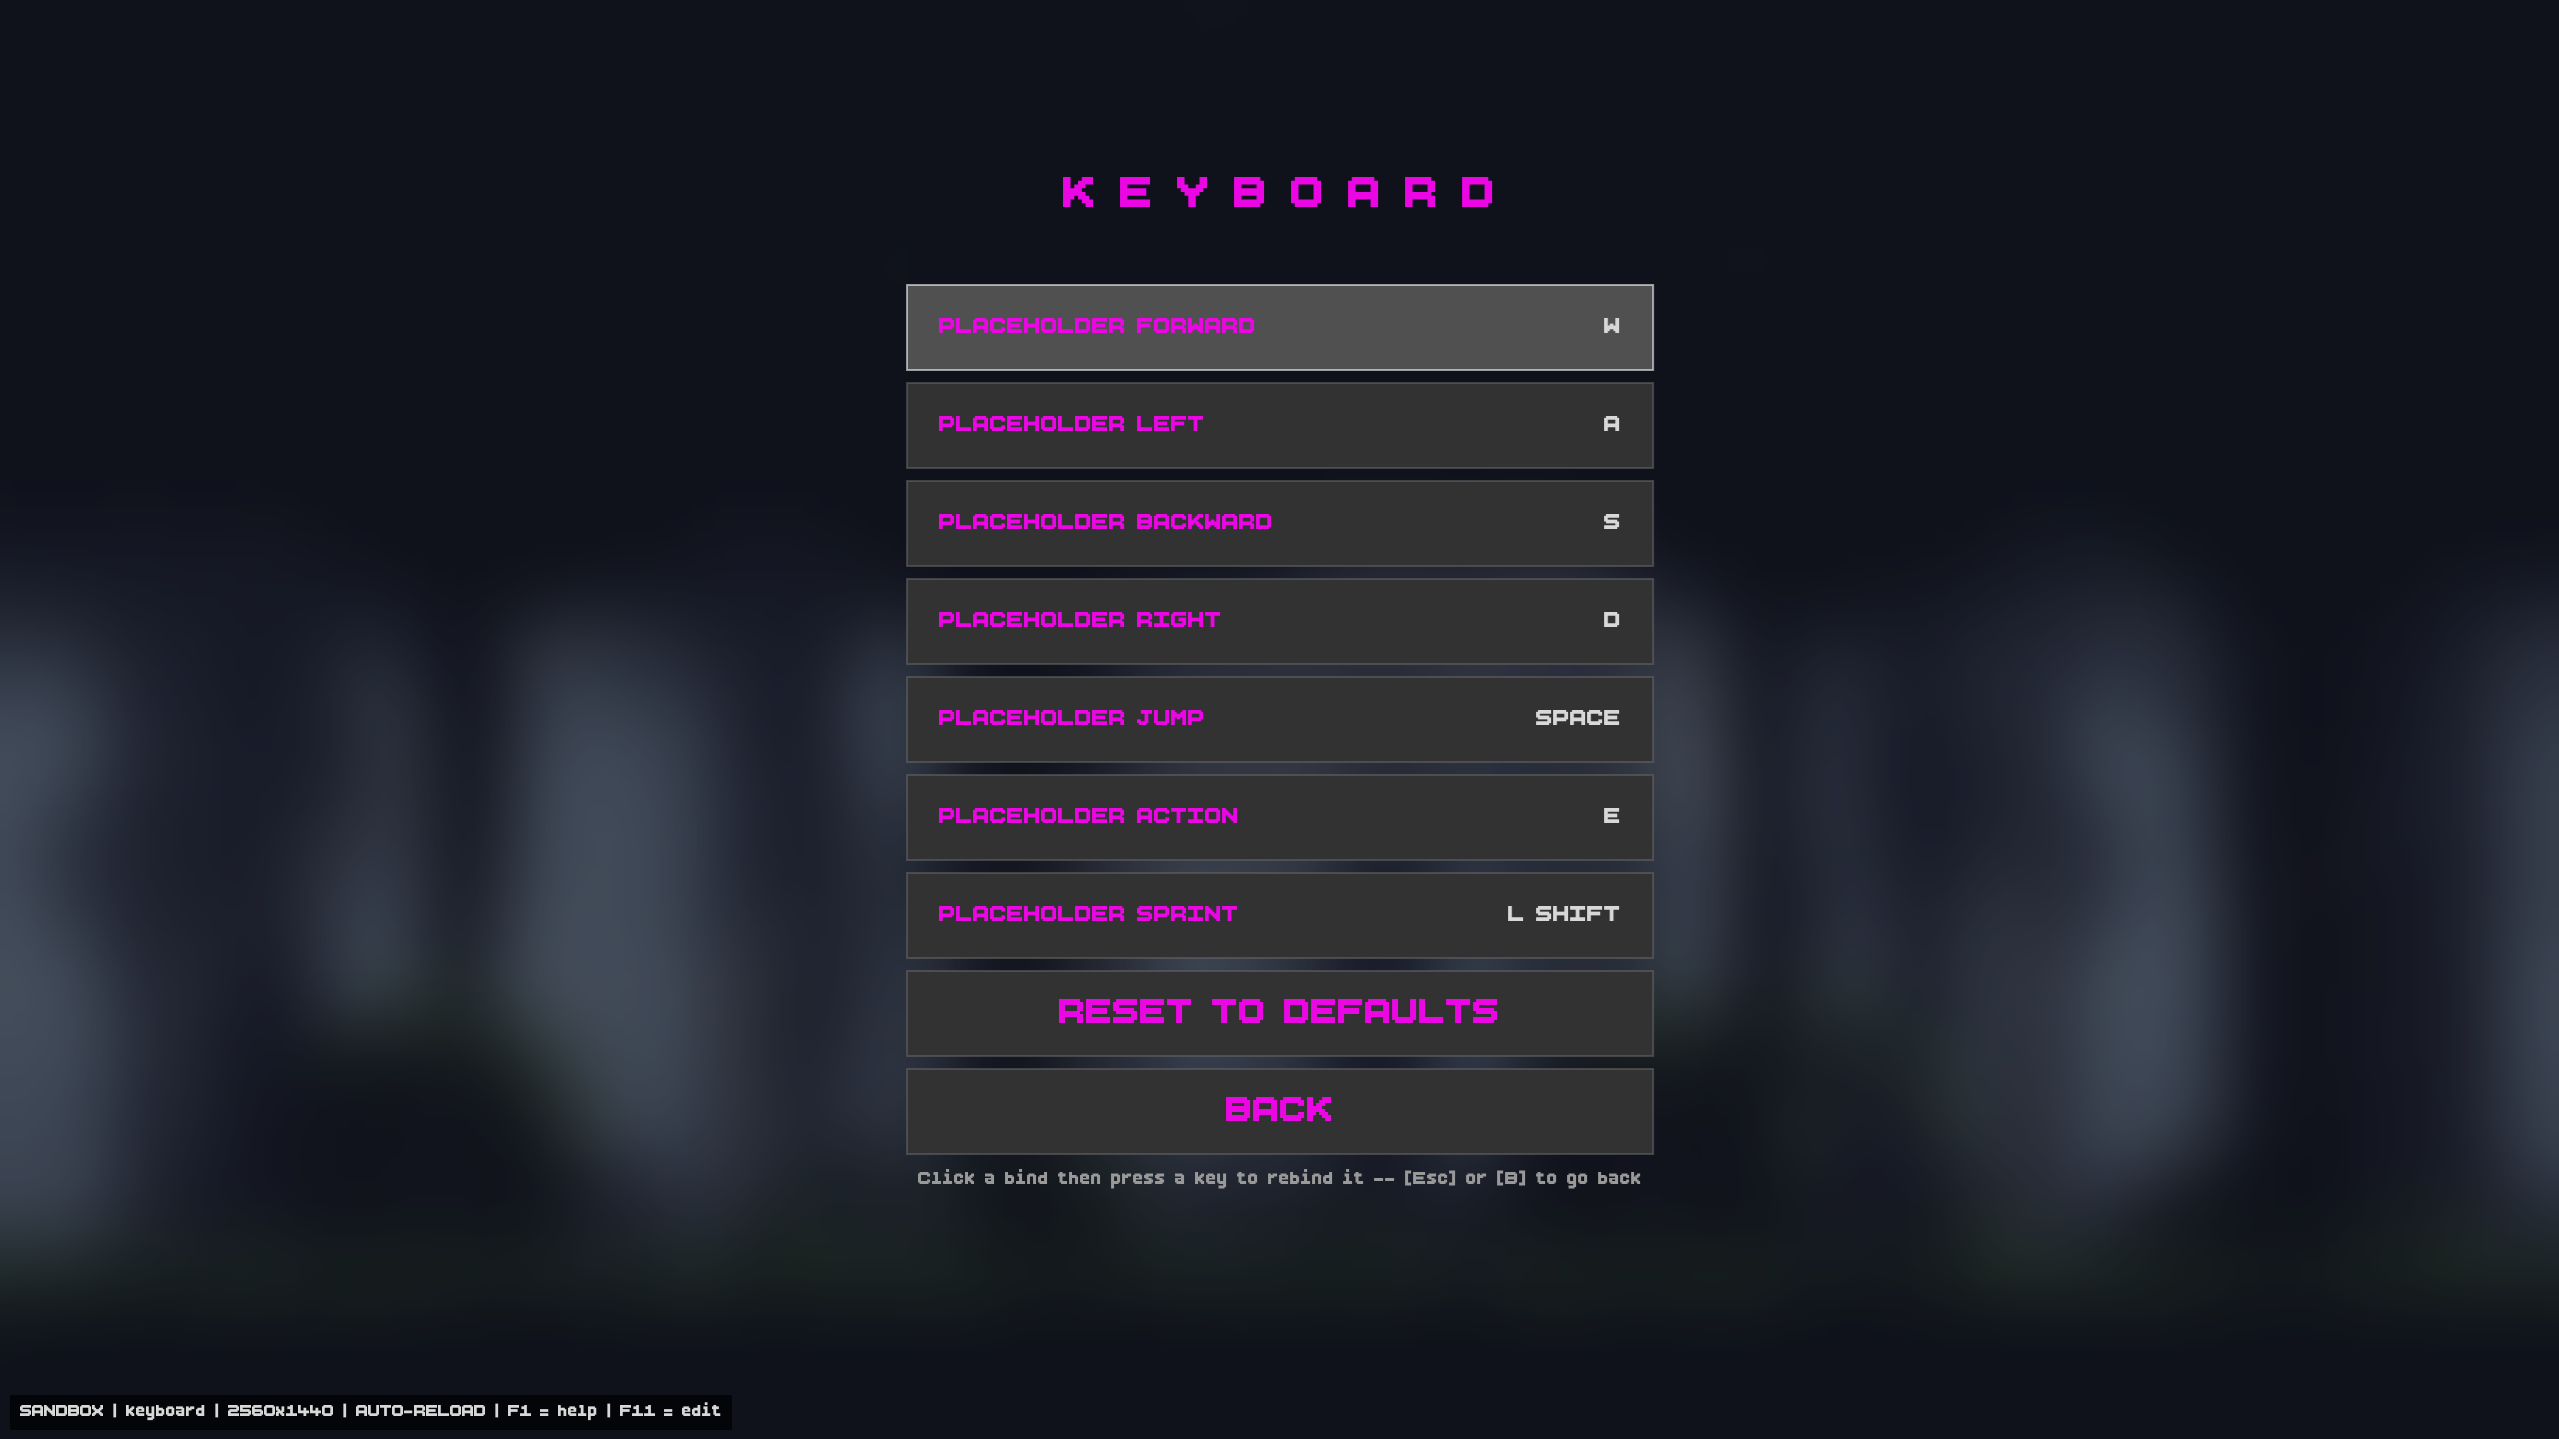 KEYBOARD
PLACEHOLDER FORWARD W
PLACEHOLDER LEFT A
PLACEHOLDER BACKWARD S
PLACEHOLDER RIGHT D
PLACEHOLDER JUMP SPACE
PLACEHOLDER ACTION E
PLACEHOLDER SPRINT L SHIFT
RESET TO DEFAULTS
BACK
Click a bind then press a key to rebind it -- [Esc] or [B] to go back
SANDBOX | keyboard | 2560x1440 | AUTO-RELOAD | F1 = help | F11 = edit